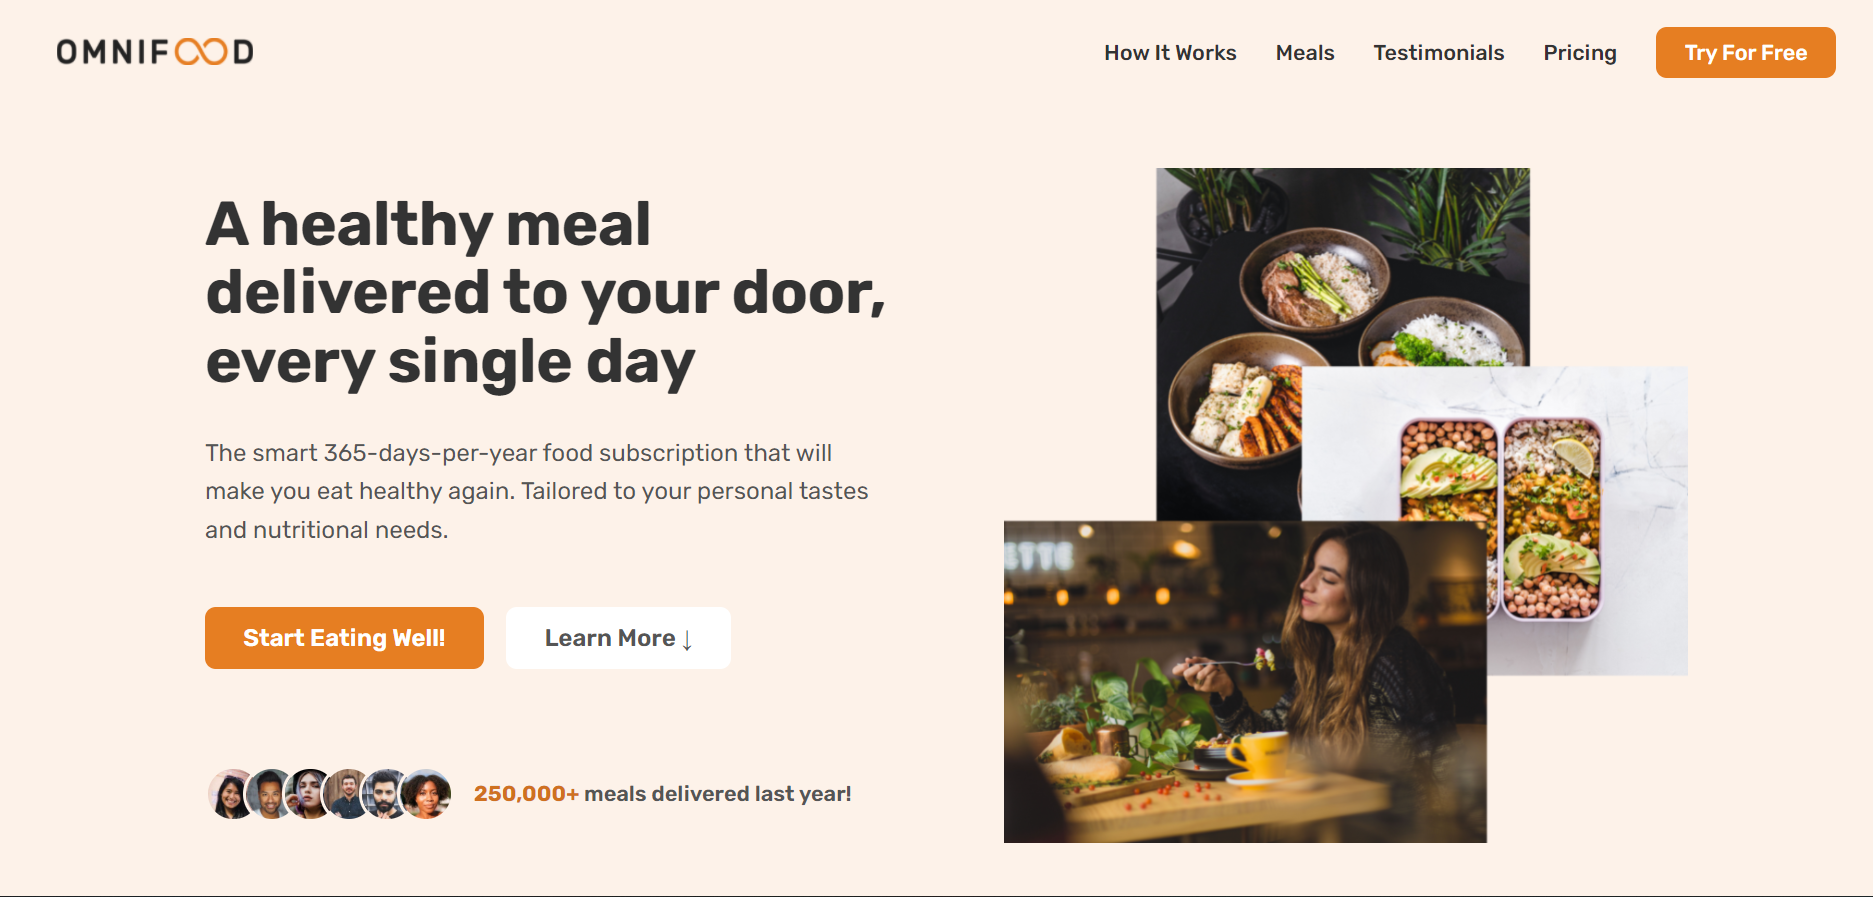 OMNIFOOD
How It Works
Meals
Testimonials
Pricing
Try For Free
A healthy meal
delivered to your door,
every single day
The smart 365-days-per-year food subscription that will
make you eat healthy again. Tailored to your personal tastes
and nutritional needs.
Start Eating Well!
Learn More ↓
ETTE
250,000+ meals delivered last year!